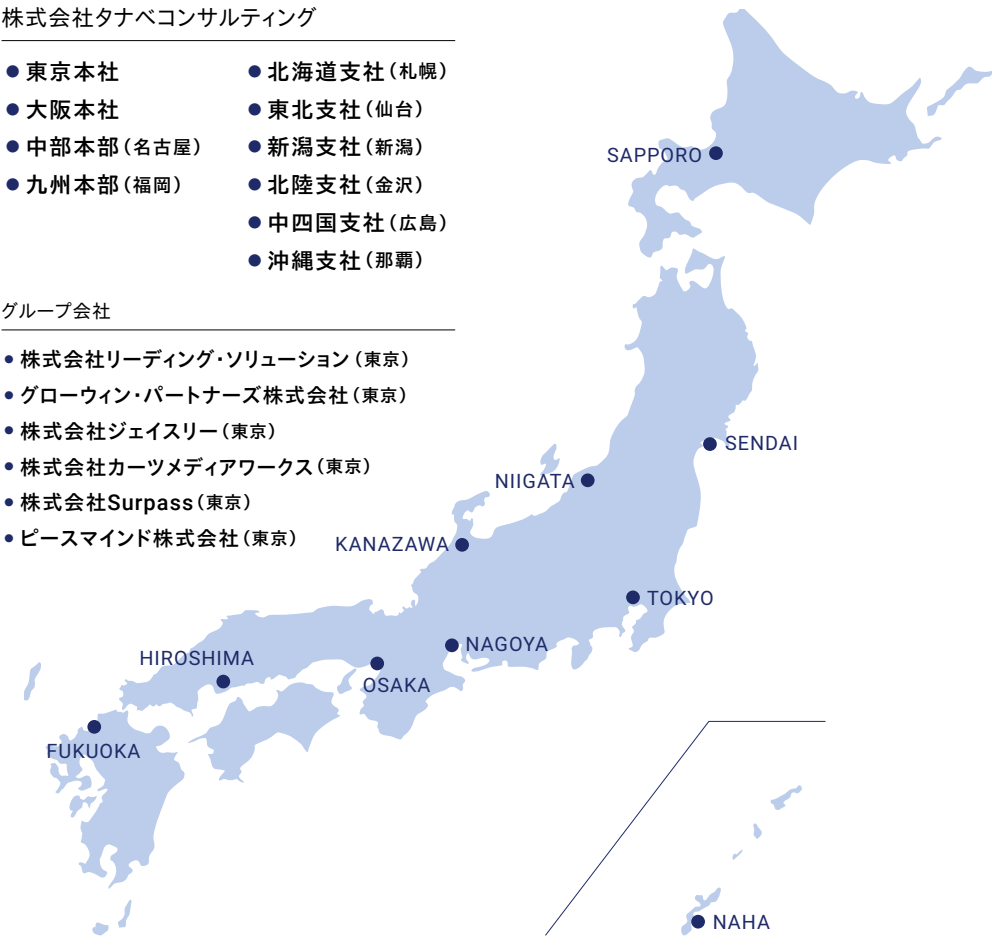 株式会社タナベコンサルティング
東京本社
大阪本社
中部本部(名古屋)
九州本部(福岡)
北海道支社(札幌)
東北支社(仙台)
新潟支社(新潟)
北陸支社(金沢)
中四国支社(広島)
沖縄支社(那覇)
グループ会社
株式会社リーディング・ソリューション(東京)
グローウィン・パートナーズ株式会社(東京)
株式会社ジェイスリー(東京)
株式会社カーツメディアワークス(東京)
株式会社Surpass(東京)
ピースマインド株式会社(東京)
SAPPORO
SENDAI
NIIGATA
KANAZAWA
TOKYO
NAGOYA
HIROSHIMA
OSAKA
FUKUOKA
NAHA